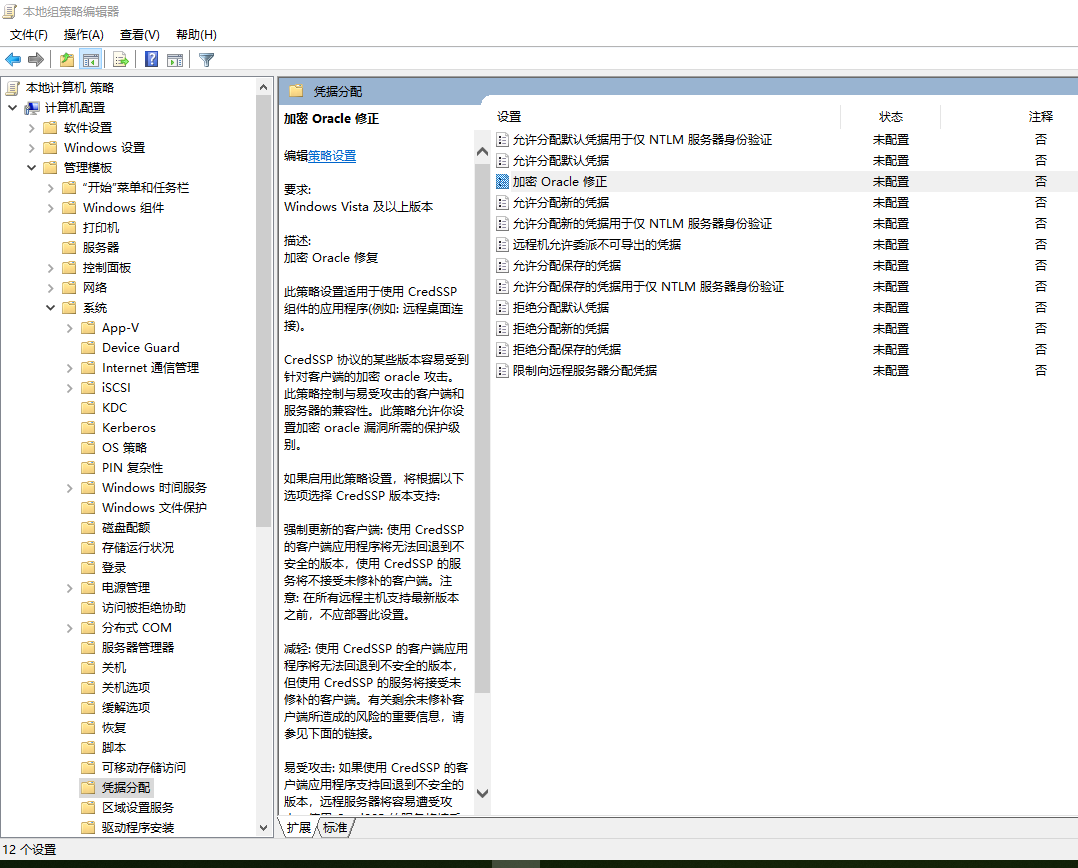 本地组策略编辑器
文件(F) 操作(A) 查看(V) 帮助(H)
本地计算机 策略
计算机配置
软件设置
Windows 设置
管理模板
"开始"菜单和任务栏
Windows 组件
打印机
服务器
控制面板
网络
系统
App-V
Device Guard
Internet 通信管理
iSCSI
KDC
Kerberos
OS 策略
PIN 复杂性
Windows 时间服务
Windows 文件保护
磁盘配额
存储运行状况
登录
电源管理
访问被拒绝协助
分布式 COM
服务器管理器
关机
关机选项
缓解选项
恢复
脚本
可移动存储访问
凭据分配
区域设置服务
驱动程序安装
凭据分配
加密 Oracle 修正
编辑策略设置
要求:
Windows Vista 及以上版本
描述:
加密 Oracle 修复
此策略设置适用于使用 CredSSP
组件的应用程序(例如: 远程桌面连
接)。
CredSSP 协议的某些版本容易受到
针对客户端的加密 oracle 攻击。
此策略控制与易受攻击的客户端和
服务器的兼容性。此策略允许你设
置加密 oracle 漏洞所需的保护级
别。
如果启用此策略设置，将根据以下
选项选择 CredSSP 版本支持:
强制更新的客户端: 使用 CredSSP
的客户端应用程序将无法回退到不
安全的版本，使用 CredSSP 的服
务将不接受未修补的客户端。注
意: 在所有远程主机支持最新版本
之前，不应部署此设置。
减轻: 使用 CredSSP 的客户端应用
程序将无法回退到不安全的版本，
但使用 CredSSP 的服务将接受未
修补的客户端。有关剩余未修补客
户端所造成的风险的重要信息，请
参见下面的链接。
易受攻击: 如果使用 CredSSP 的客
户端应用程序支持回退到不安全的
版本，远程服务器将容易遭受攻
设置 状态 注释
允许分配默认凭据用于仅 NTLM 服务器身份验证 未配置 否
允许分配默认凭据 未配置 否
加密 Oracle 修正 未配置 否
允许分配新的凭据 未配置 否
允许分配新的凭据用于仅 NTLM 服务器身份验证 未配置 否
远程机允许委派不可导出的凭据 未配置 否
允许分配保存的凭据 未配置 否
允许分配保存的凭据用于仅 NTLM 服务器身份验证 未配置 否
拒绝分配默认凭据 未配置 否
拒绝分配新的凭据 未配置 否
拒绝分配保存的凭据 未配置 否
限制向远程服务器分配凭据 未配置 否
扩展 标准
12 个设置